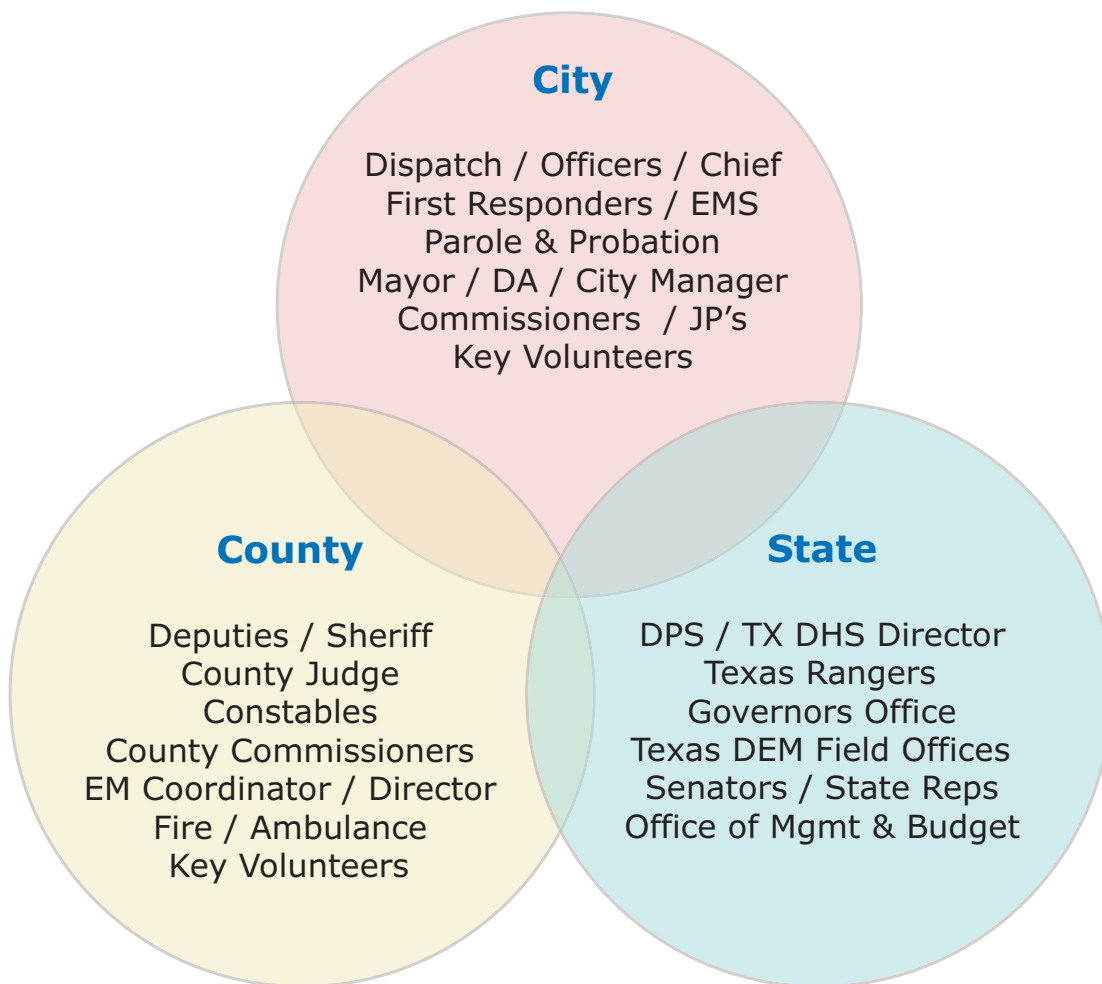 City
Dispatch / Officers / Chief
First Responders / EMS
Parole & Probation
Mayor / DA / City Manager
Commissioners  / JP’s
Key Volunteers
County
Deputies / Sheriff
County Judge
Constables
County Commissioners
EM Coordinator / Director
Fire / Ambulance
Key Volunteers
State
DPS / TX DHS Director
Texas Rangers
Governors Office
Texas DEM Field Offices
Senators / State Reps
Office of Mgmt & Budget